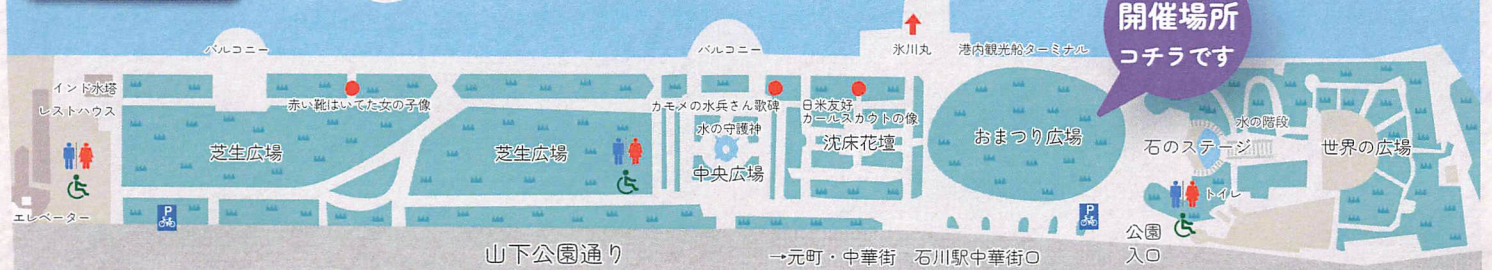 開催場所
コチラです
バルコニー
バルコニー
氷川丸
港内観光船ターミナル
インド水塔
レストハウス
赤い靴はいてた女の子像
カモメの水兵さん歌碑
日米友好
ガールスカウトの像
水の守護神
水の階段
芝生広場
芝生広場
中央広場
沈床花壇
おまつり広場
石のステージ
世界の広場
トイレ
エレベーター
P
P
公園
入口
山下公園通り
→元町・中華街 石川駅中華街口